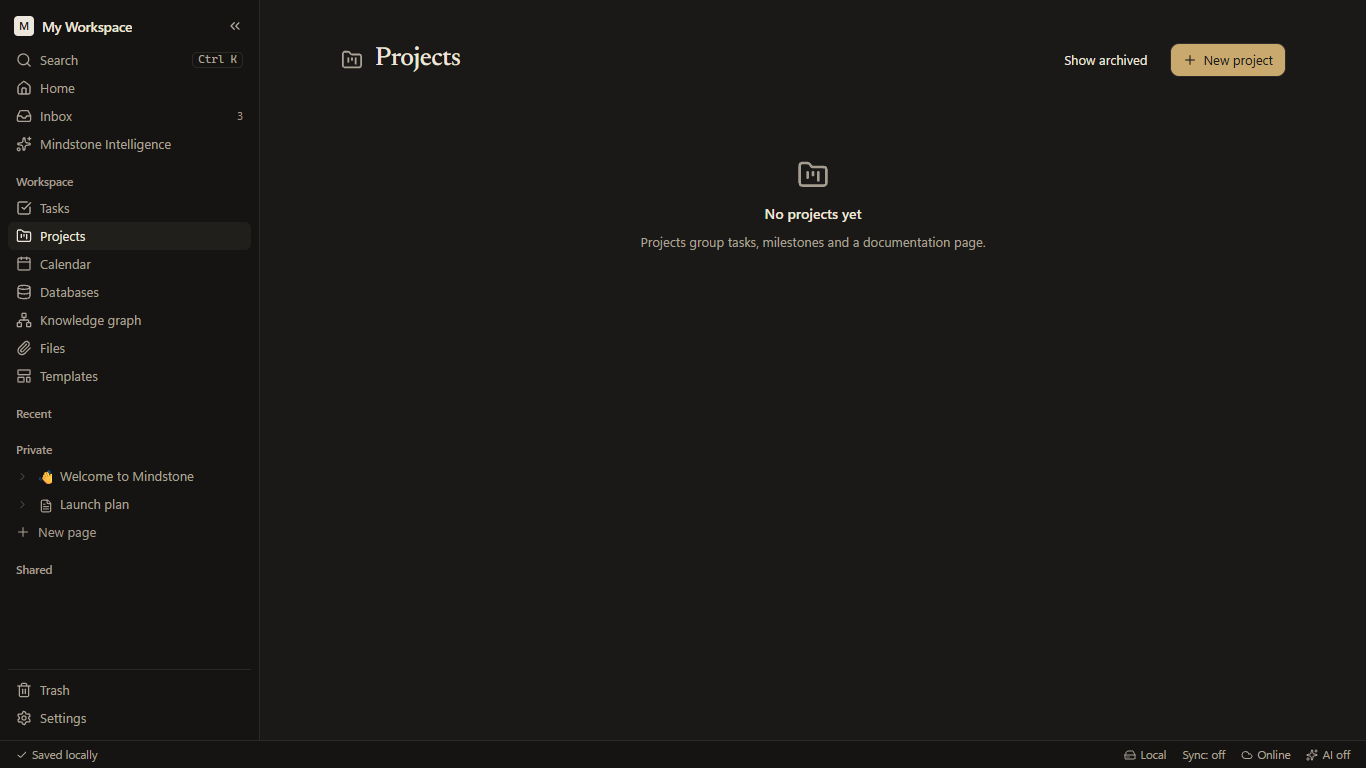 M My Workspace
Search Ctrl K
Home
Inbox 3
Mindstone Intelligence
Workspace
Tasks
Projects
Calendar
Databases
Knowledge graph
Files
Templates
Recent
Private
Welcome to Mindstone
Launch plan
New page
Shared
Trash
Settings
Projects
Show archived
New project
No projects yet
Projects group tasks, milestones and a documentation page.
Saved locally
Local
Sync: off
Online
AI off